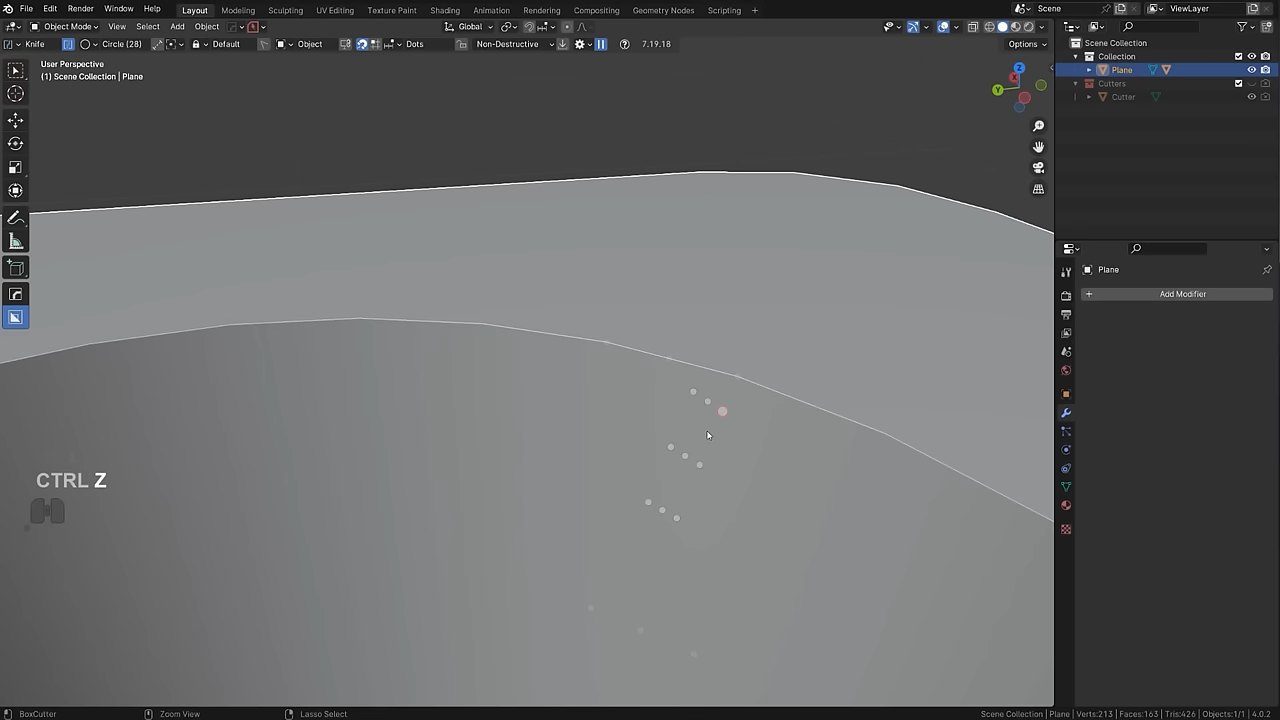 File Edit Render Window Help Layout Modeling Sculpting UV Editing Texture Paint Shading Animation Rendering Compositing Geometry Nodes Scripting + Scene ViewLayer
Object Mode View Select Add Object Global
Knife Circle (28) Default Object Dots Non-Destructive 7.19.18 Options
User Perspective
(1) Scene Collection | Plane
Z
X
Y
CTRL Z
Scene Collection
Collection
Plane
Cutters
Cutter
Plane
+ Add Modifier
BoxCutter Zoom View Lasso Select Scene Collection | Plane | Verts:213 | Faces:163 | Tris:426 | Objects:1/1 | 4.0.2